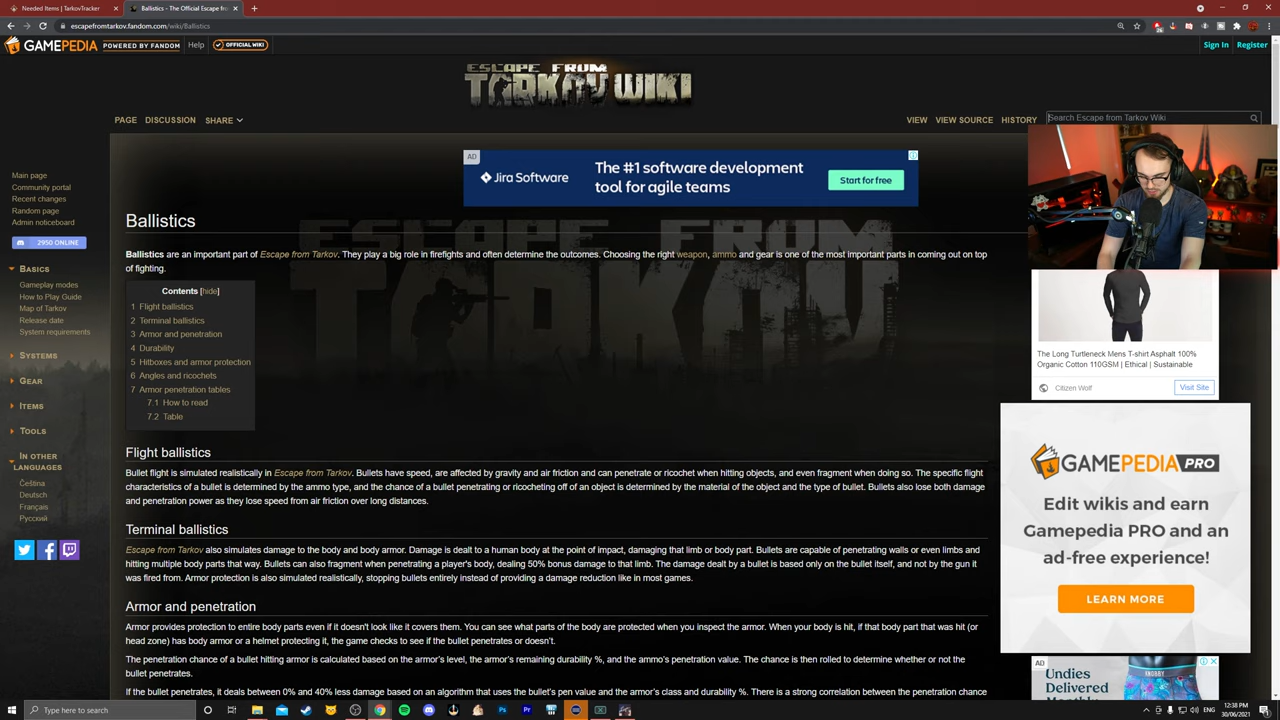 Needed Items | TarkovTracker
Ballistics - The Official Escape fro
escapefromtarkov.fandom.com/wiki/Ballistics
GAMEPEDIA POWERED BY FANDOM Help OFFICIAL WIKI
Sign In Register
ESCAPE FROM
TARKOV WIKI
PAGE DISCUSSION SHARE
VIEW VIEW SOURCE HISTORY
Search Escape from Tarkov Wiki
Main page
Community portal
Recent changes
Random page
Admin noticeboard
2950 ONLINE
BASICS
Gameplay modes
How to Play Guide
Map of Tarkov
Release date
System requirements
SYSTEMS
GEAR
ITEMS
TOOLS
IN OTHER
LANGUAGES
Čeština
Deutsch
Français
Русский
AD
Jira Software
The #1 software development
tool for agile teams
Start for free
ESCAPE FROM
TARKOV
Ballistics
Ballistics are an important part of Escape from Tarkov. They play a big role in firefights and often determine the outcomes. Choosing the right weapon, ammo and gear is one of the most important parts in coming out on top
of fighting.
Contents [hide]
1 Flight ballistics
2 Terminal ballistics
3 Armor and penetration
4 Durability
5 Hitboxes and armor protection
6 Angles and ricochets
7 Armor penetration tables
7.1 How to read
7.2 Table
Flight ballistics
Bullet flight is simulated realistically in Escape from Tarkov. Bullets have speed, are affected by gravity and air friction and can penetrate or ricochet when hitting objects, and even fragment when doing so. The specific flight
characteristics of a bullet is determined by the ammo type, and the chance of a bullet penetrating or ricocheting off of an object is determined by the material of the object and the type of bullet. Bullets also lose both damage
and penetration power as they lose speed from air friction over long distances.
Terminal ballistics
Escape from Tarkov also simulates damage to the body and body armor. Damage is dealt to a human body at the point of impact, damaging that limb or body part. Bullets are capable of penetrating walls or even limbs and
hitting multiple body parts that way. Bullets can also fragment when penetrating a player's body, dealing 50% bonus damage to that limb. The damage dealt by a bullet is based only on the bullet itself, and not by the gun it
was fired from. Armor protection is also simulated realistically, stopping bullets entirely instead of providing a damage reduction like in most games.
Armor and penetration
Armor provides protection to entire body parts even if it doesn't look like it covers them. You can see what parts of the body are protected when you inspect the armor. When your body is hit, if that body part that was hit (or
head zone) has body armor or a helmet protecting it, the game checks to see if the bullet penetrates or doesn't.
The penetration chance of a bullet hitting armor is calculated based on the armor's level, the armor's remaining durability %, and the ammo's penetration value. The chance is then rolled to determine whether or not the
bullet penetrates.
If the bullet penetrates, it deals between 0% and 40% less damage based on an algorithm that uses the bullet's pen value and the armor's class and durability %. There is a strong correlation between the penetration chance
The Long Turtleneck Mens T-shirt Asphalt 100%
Organic Cotton 110GSM | Ethical | Sustainable
Citizen Wolf
Visit Site
GAMEPEDIA PRO
Edit wikis and earn
Gamepedia PRO and an
ad-free experience!
LEARN MORE
AD
Undies
Delivered
Monthly
Type here to search
ENG
12:38 PM
30/06/2021